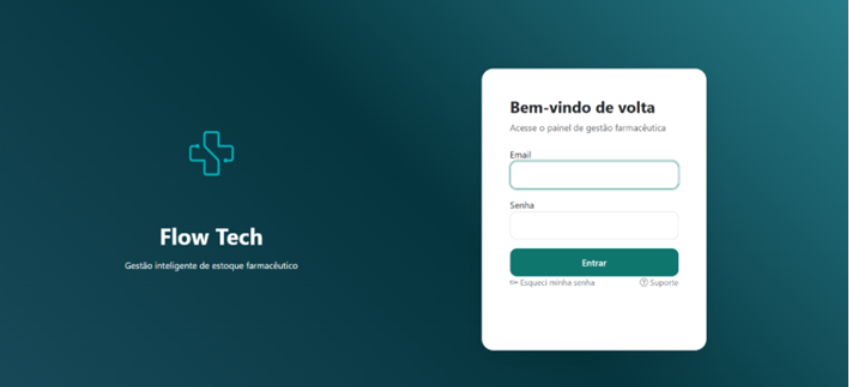 Flow Tech
Gestão inteligente de estoque farmacêutico
Bem-vindo de volta
Acesse o painel de gestão farmacêutica
Email
Senha
Entrar
Esqueci minha senha
Suporte